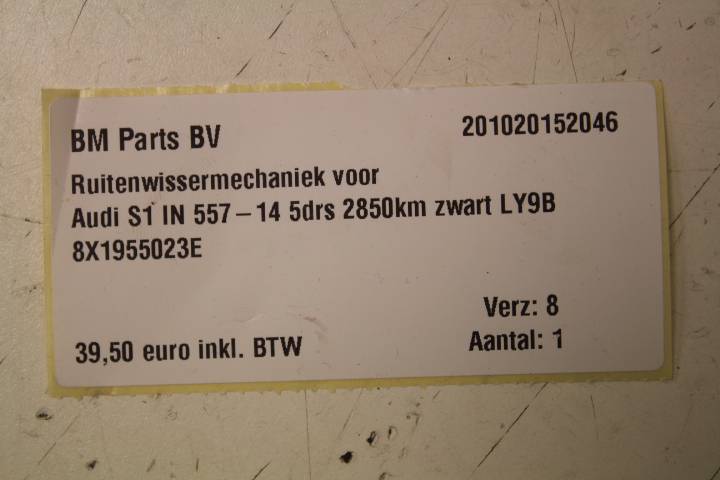 BM Parts BV 201020152046
Ruitenwissermechaniek voor
Audi S1 IN 557-14 5drs 2850km zwart LY9B
8X1955023E
Verz: 8
39,50 euro inkl. BTW Aantal: 1